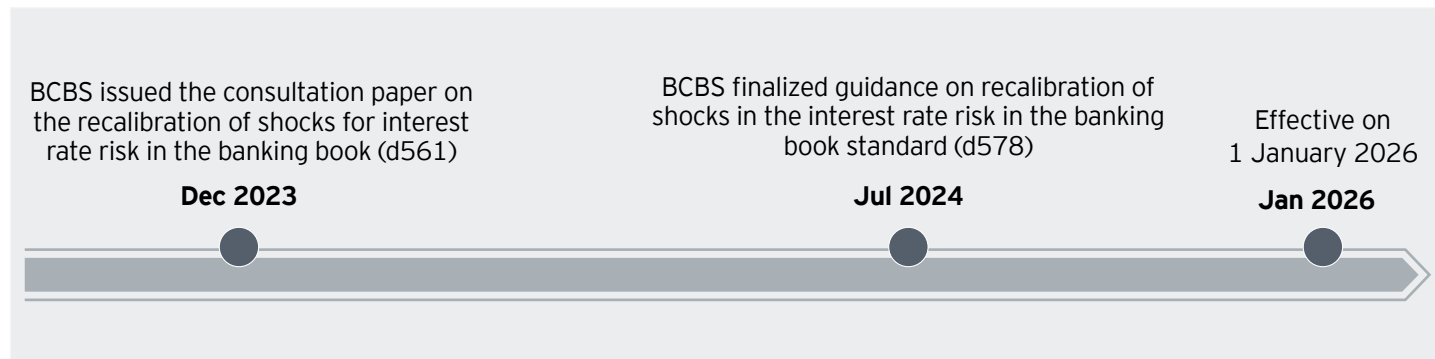 BCBS issued the consultation paper on
the recalibration of shocks for interest
rate risk in the banking book (d561)
Dec 2023
BCBS finalized guidance on recalibration of
shocks in the interest rate risk in the banking
book standard (d578)
Jul 2024
Effective on
1 January 2026
Jan 2026